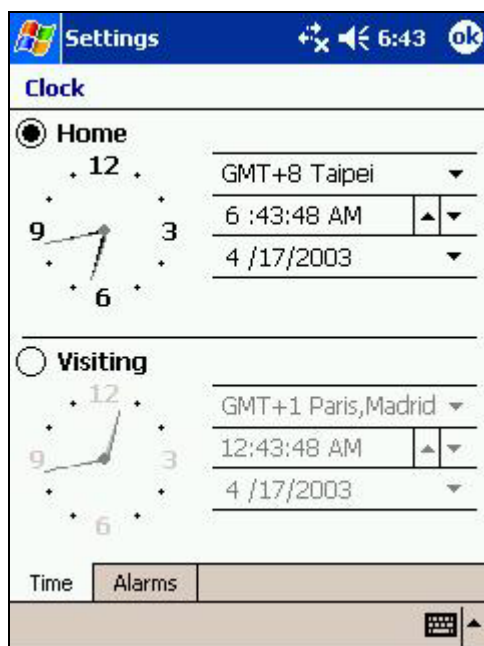 Settings 6:43 ok
Clock
Home
12
9 3
6
GMT+8 Taipei
6 :43:48 AM
4 /17/2003
Visiting
12
9 3
6
GMT+1 Paris,Madrid
12:43:48 AM
4 /17/2003
Time Alarms